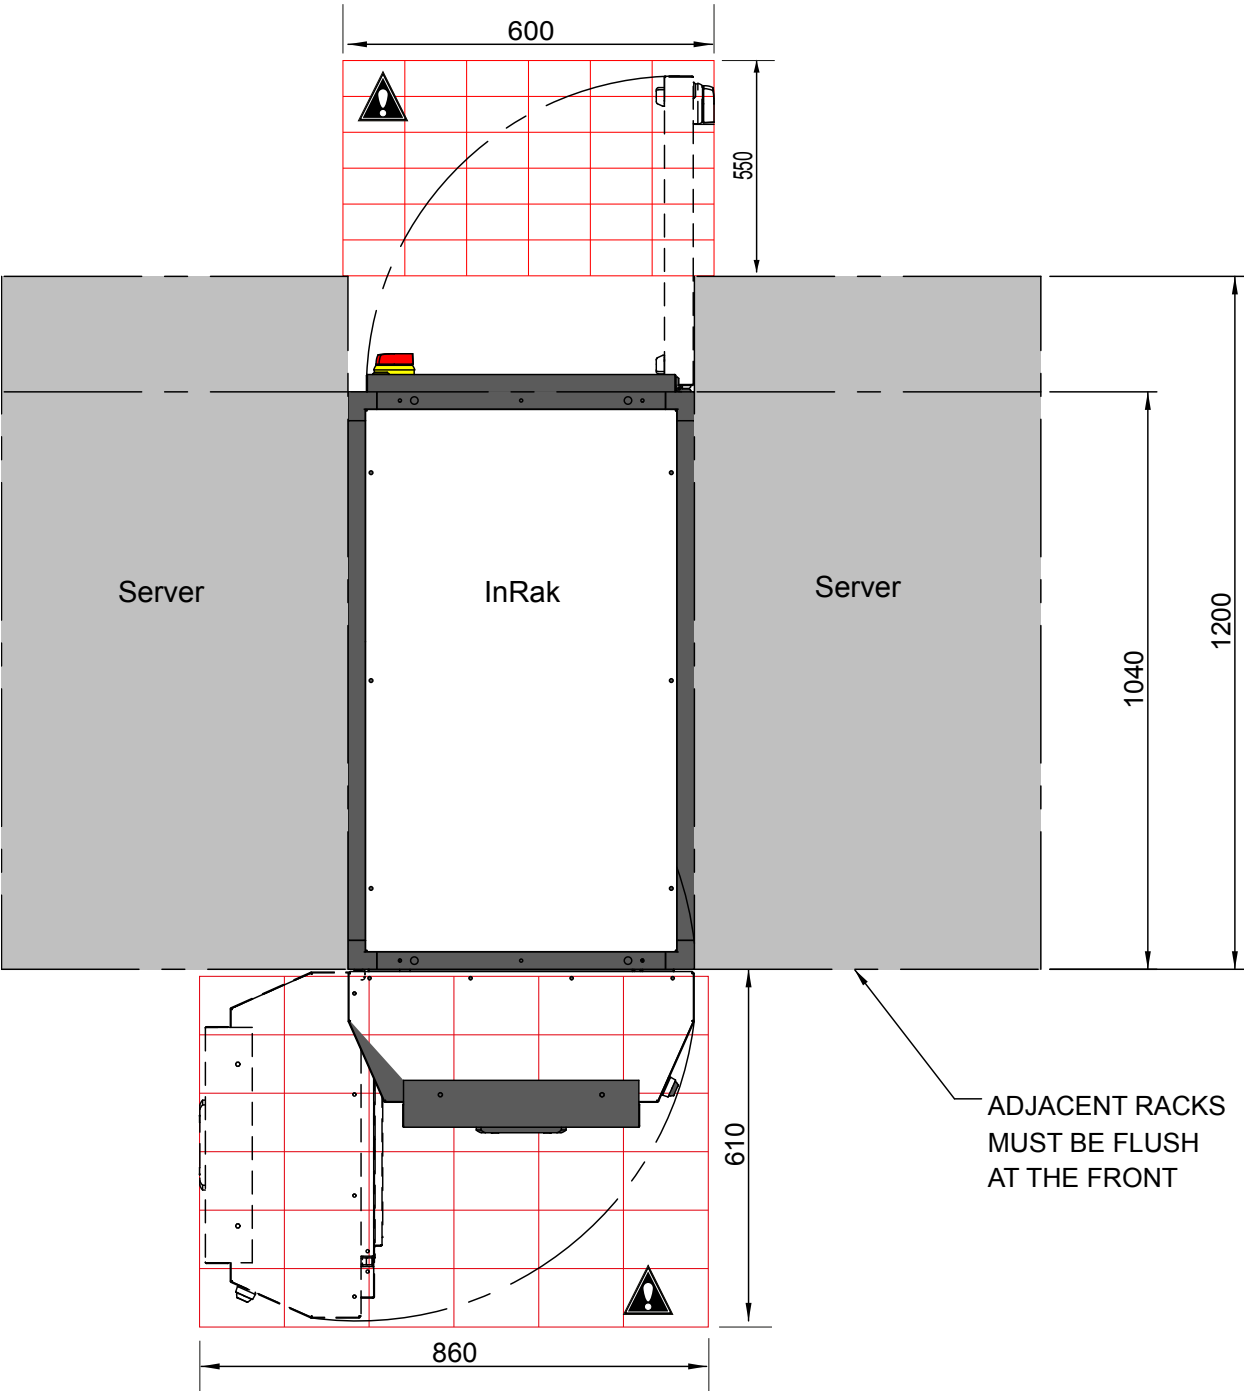 600
550
Server
InRak
Server
1200
1040
ADJACENT RACKS
MUST BE FLUSH
AT THE FRONT
610
860